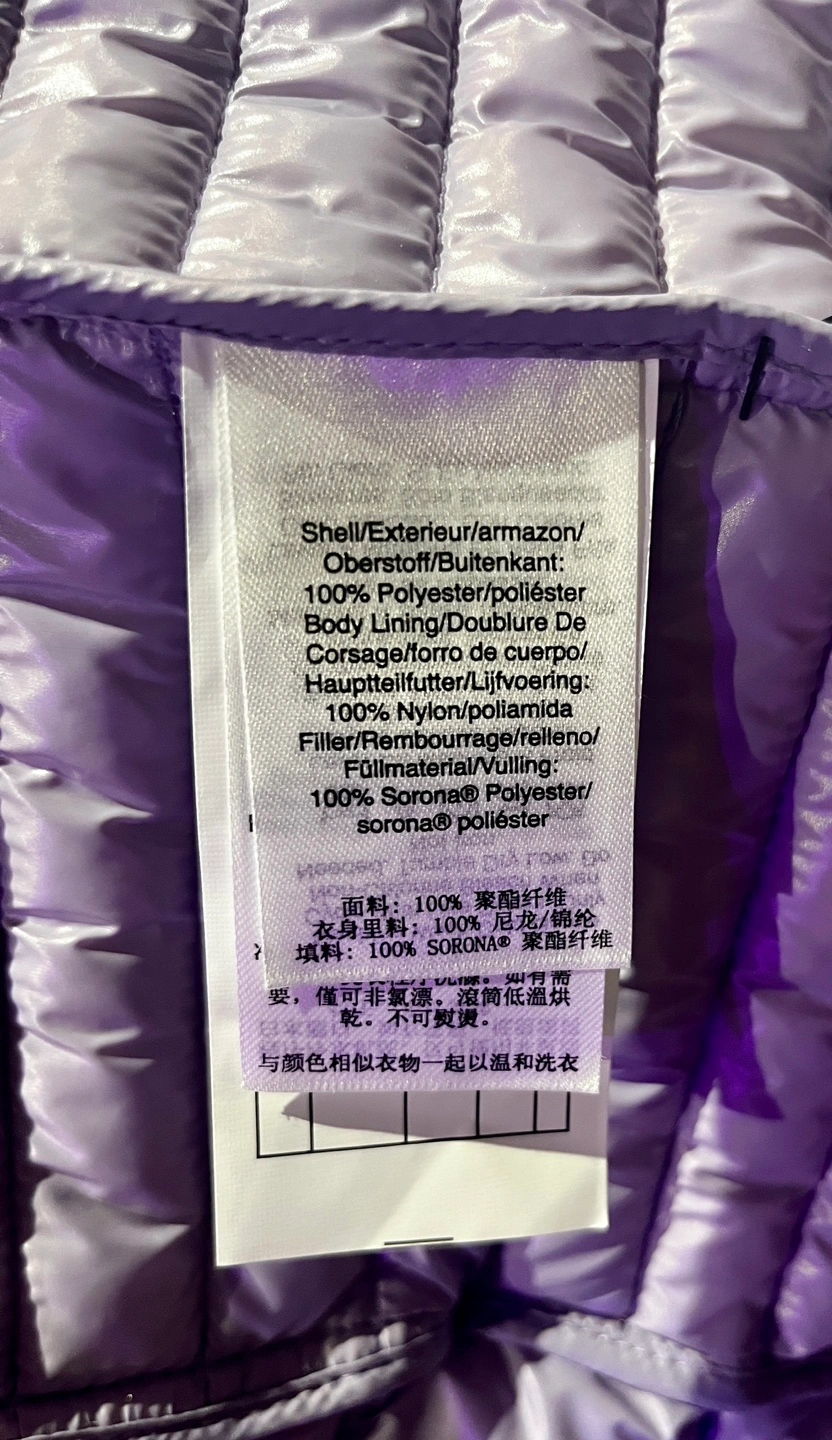 Shell/Exterieur/armazon/
Oberstoff/Buitenkant:
100% Polyester/poliéster
Body Lining/Doublure De
Corsage/forro de cuerpo/
Hauptteilfutter/Lijfvoering:
100% Nylon/poliamida
Filler/Rembourrage/relleno/
Füllmaterial/Vulling:
100% Sorona® Polyester/
sorona® poliéster
面料: 100% 聚酯纤维
衣身里料: 100% 尼龙/锦纶
填料: 100% SORONA® 聚酯纤维
如有需
要，僅可非氯漂。滾筒低溫烘
乾。不可熨燙。
与颜色相似衣物一起以温和洗衣